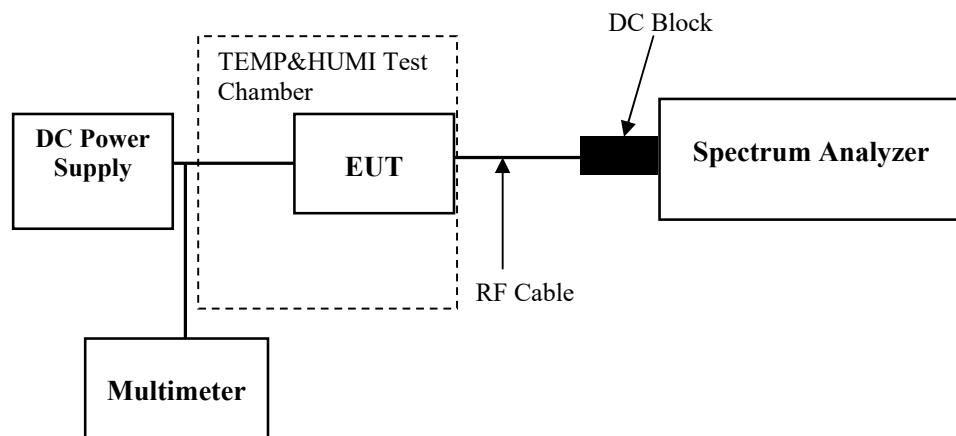 DC Block
TEMP&HUMI Test
Chamber
DC Power
Supply
EUT
Spectrum Analyzer
RF Cable
Multimeter